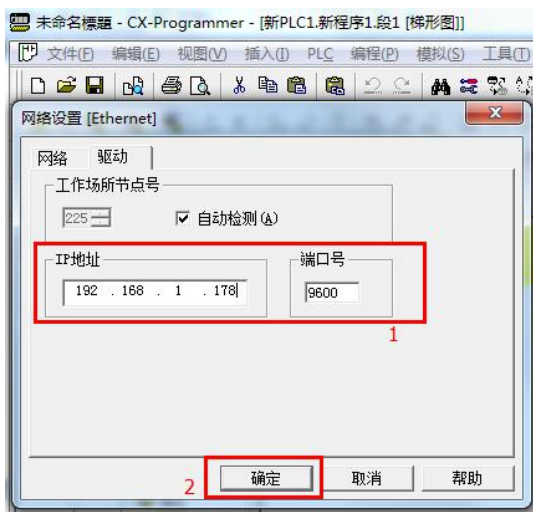 未命名標題 - CX-Programmer - [新PLC1.新程序1.段1 [梯形图]]
文件(F) 编辑(E) 视图(V) 插入(I) PLC 编程(P) 模拟(S) 工具(T)
网络设置 [Ethernet]
网络 驱动
工作场所节点号
225 自动检测(A)
IP地址 端口号
192 . 168 . 1 . 178 9600
1
2 确定 取消 帮助